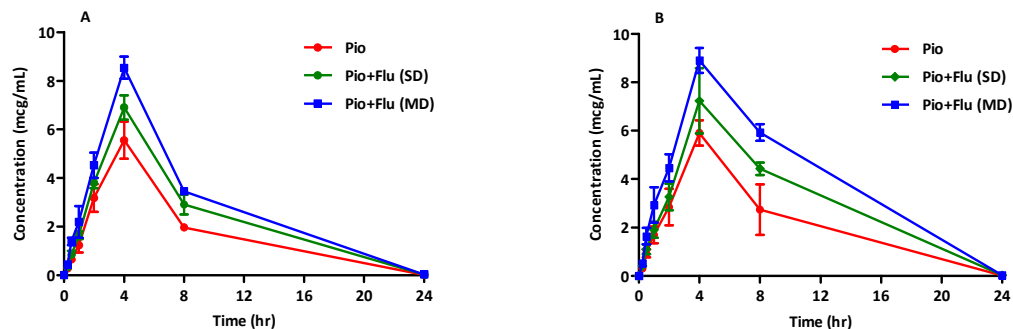 A
Concentration (mcg/mL)
10
8
6
4
2
0
Pio
Pio+Flu (SD)
Pio+Flu (MD)
0 4 8 12 16 20 24
Time (hr)
B
Concentration (mcg/mL)
10
8
6
4
2
0
Pio
Pio+Flu (SD)
Pio+Flu (MD)
0 4 8 12 16 20 24
Time (hr)